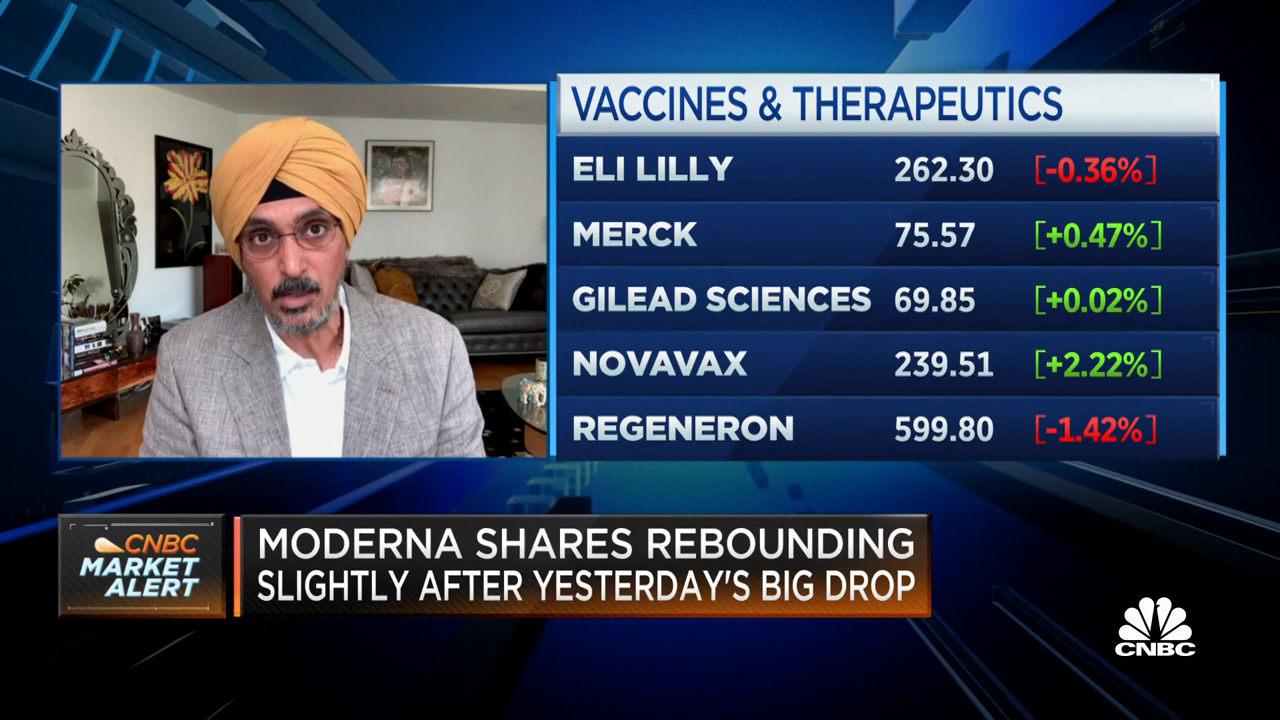 VACCINES & THERAPEUTICS
ELI LILLY 262.30 [-0.36%]
MERCK 75.57 [+0.47%]
GILEAD SCIENCES 69.85 [+0.02%]
NOVAVAX 239.51 [+2.22%]
REGENERON 599.80 [-1.42%]
CNBC
MARKET
ALERT
MODERNA SHARES REBOUNDING
SLIGHTLY AFTER YESTERDAY'S BIG DROP
CNBC